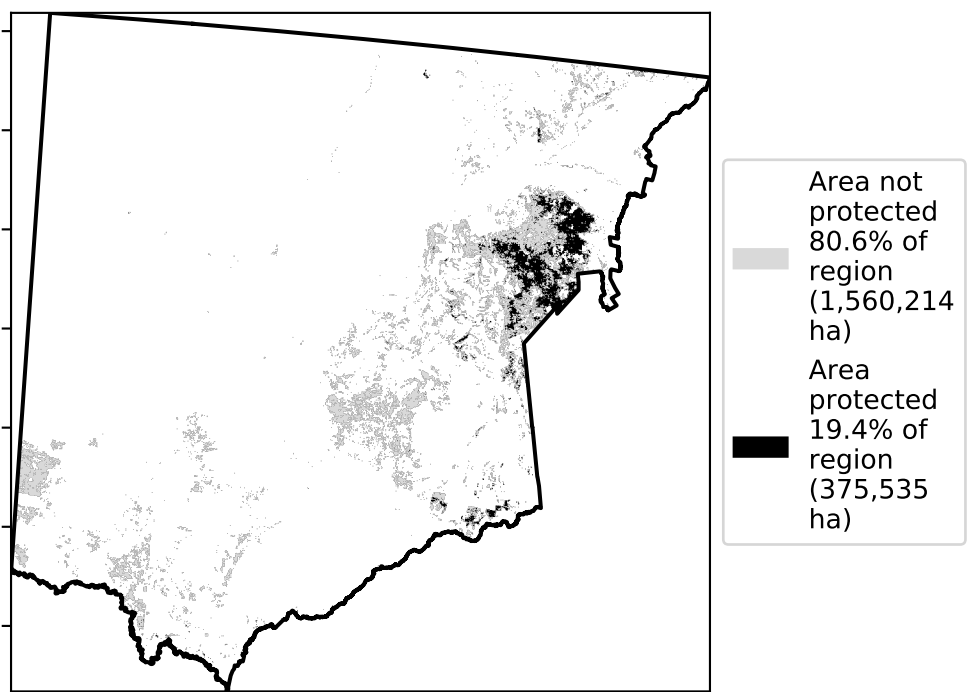 Area not
protected
80.6% of
region
(1,560,214
ha)
Area
protected
19.4% of
region
(375,535
ha)